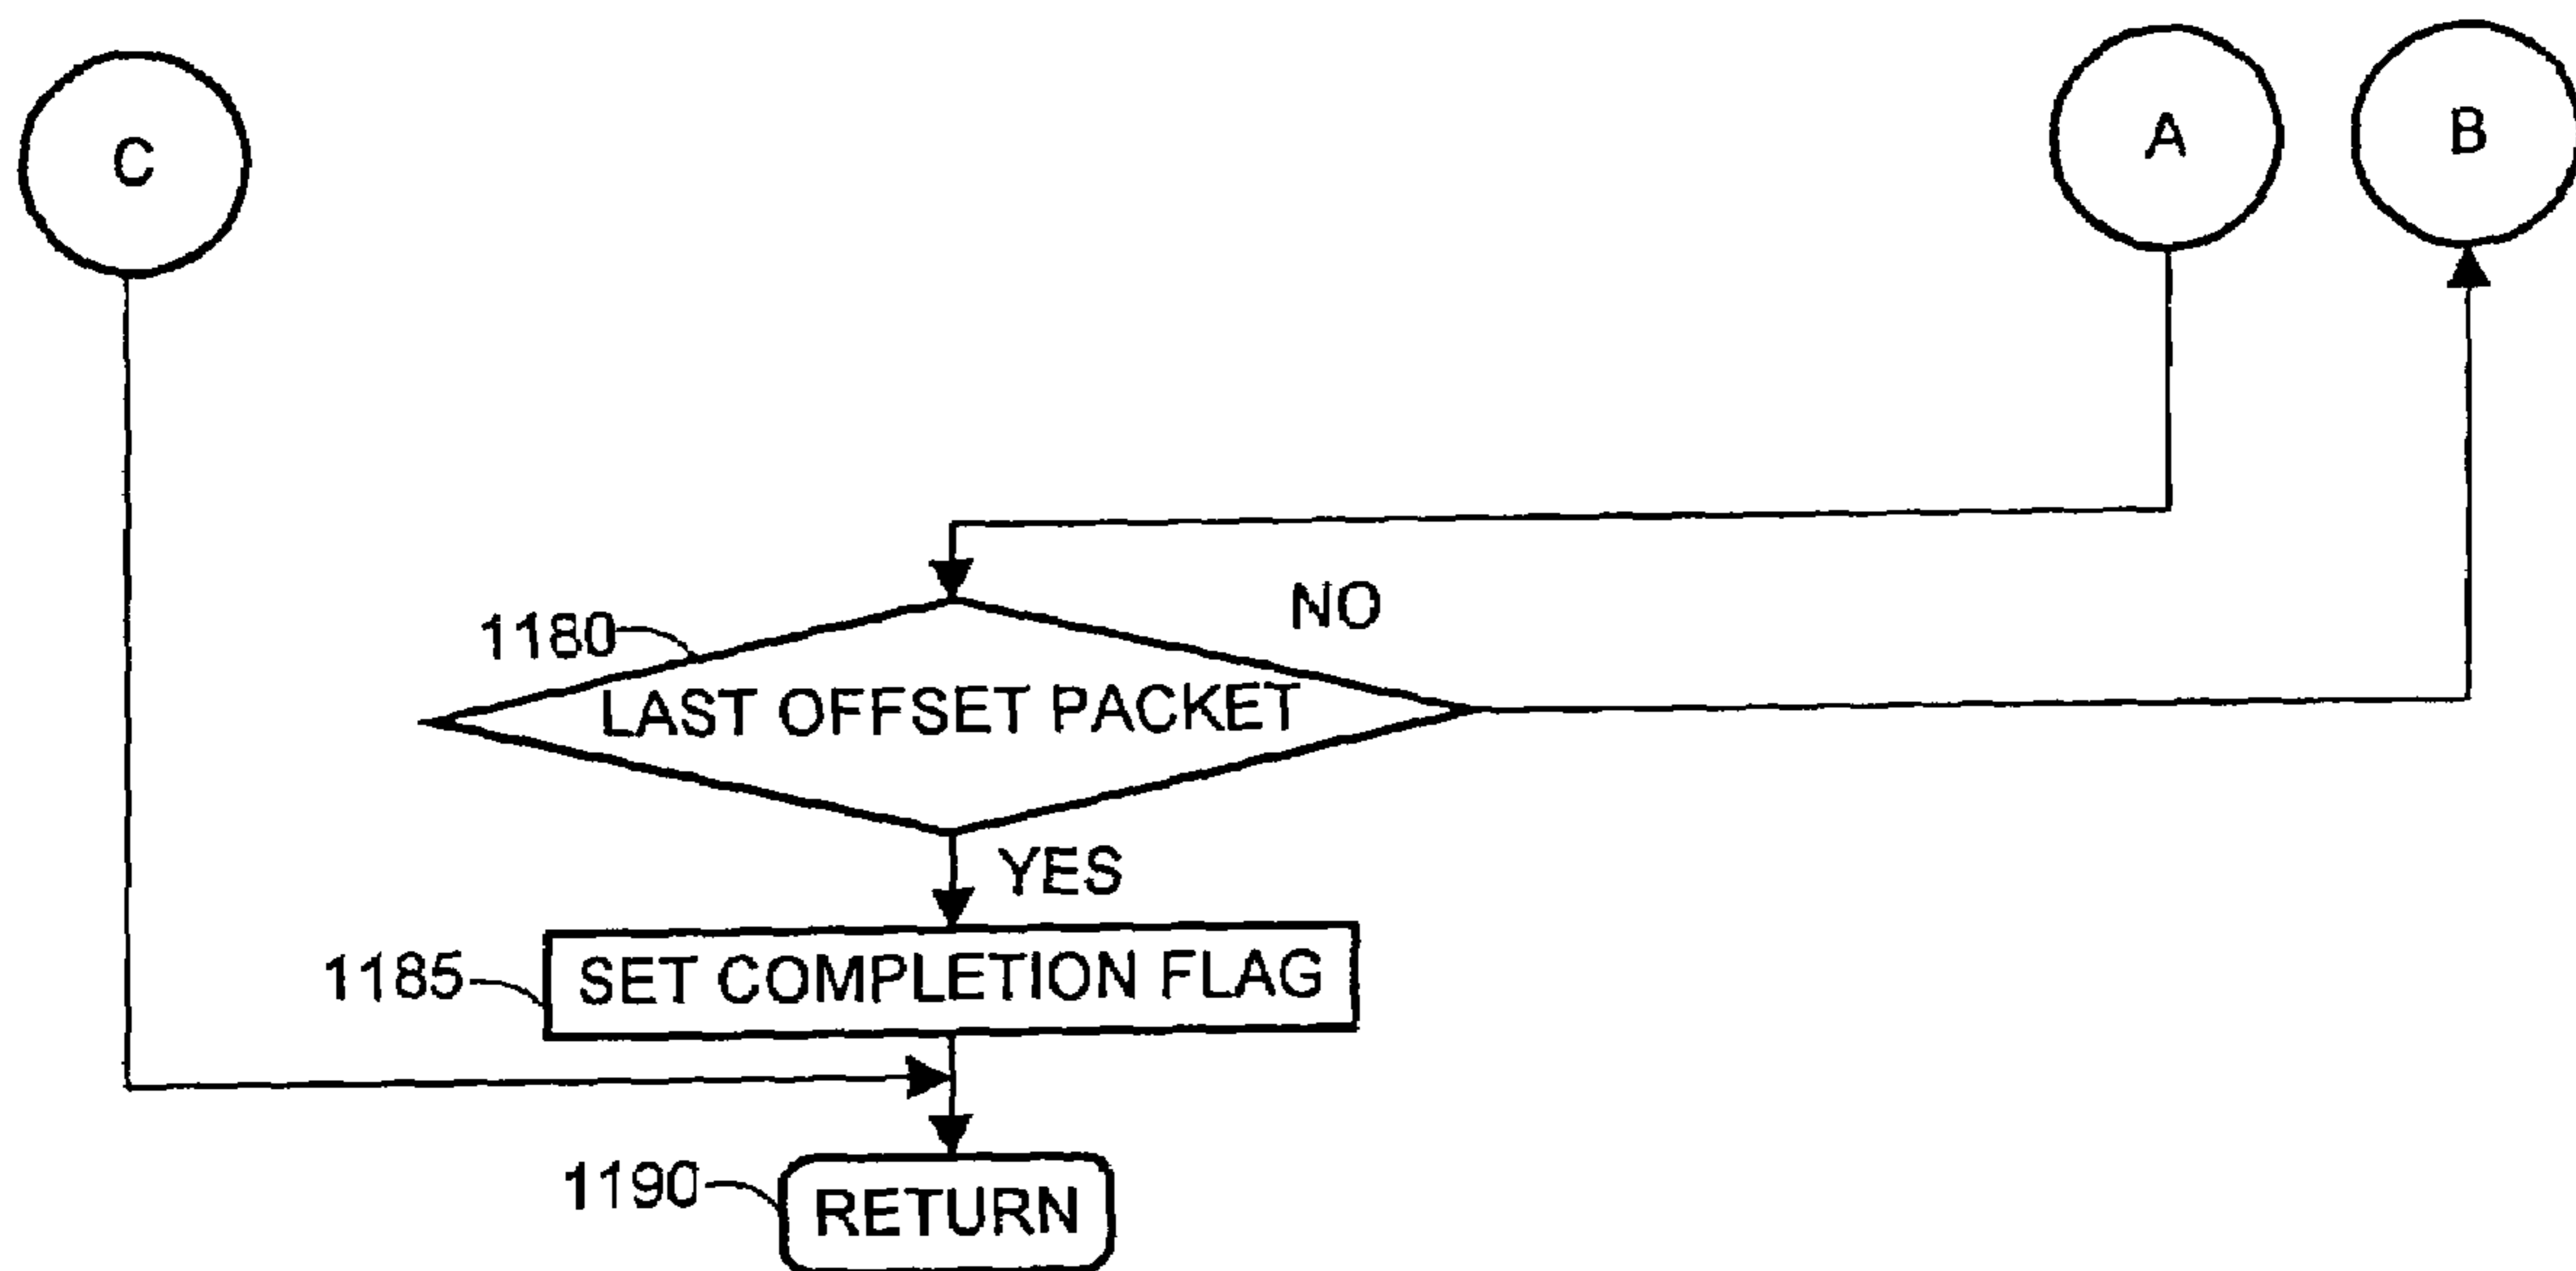 C
A
B
NO
1180
LAST OFFSET PACKET
YES
1185
SET COMPLETION FLAG
1190
RETURN